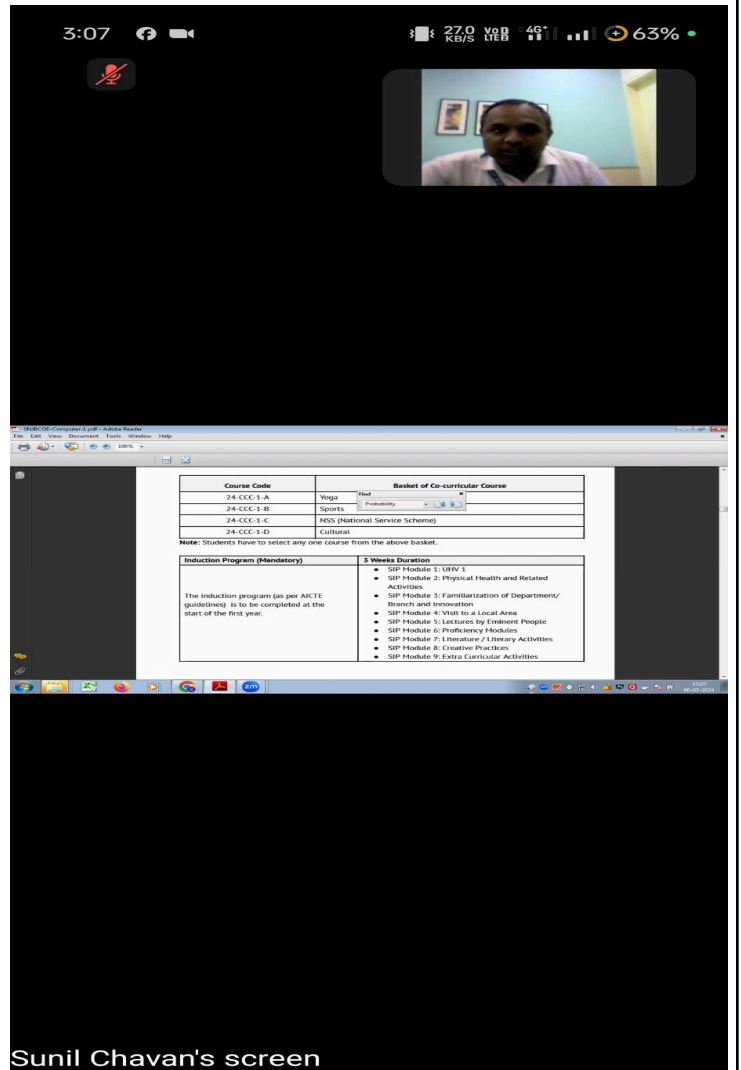 3:07
27.0 KB/S VoD LTE2 4G+ 63%
SNJBCOE-Computer-1.pdf - Adobe Reader
File Edit View Document Tools Window Help
100%
Course Code Basket of Co-curricular Course
24-CCC-1-A Yoga
Find
Probability
24-CCC-1-B Sports
24-CCC-1-C NSS (National Service Scheme)
24-CCC-1-D Cultural
Note: Students have to select any one course from the above basket.
Induction Program (Mandatory) 3 Weeks Duration
The induction program (as per AICTE
guidelines) is to be completed at the
start of the first year.
• SIP Module 1: UHV 1
• SIP Module 2: Physical Health and Related
Activities
• SIP Module 3: Familiarization of Department/
Branch and Innovation
• SIP Module 4: Visit to a Local Area
• SIP Module 5: Lectures by Eminent People
• SIP Module 6: Proficiency Modules
• SIP Module 7: Literature / Literary Activities
• SIP Module 8: Creative Practices
• SIP Module 9: Extra Curricular Activities
zm
Sunil Chavan's screen